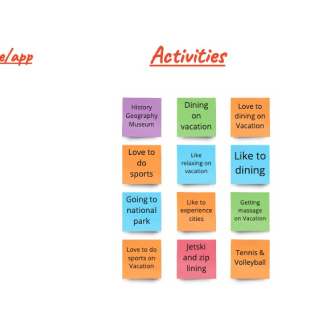 e/app
Activities
History
Geography
Museum
Dining
on
vacation
Love to
dining on
Vacation
Love to
do
sports
Like
relaxing on
vacation
Like to
dining
Going to
national
park
Like to
experience
cities
Getting
massage
on Vacation
Love to do
sports on
Vacation
Jetski
and zip
lining
Tennis &
Volleyball